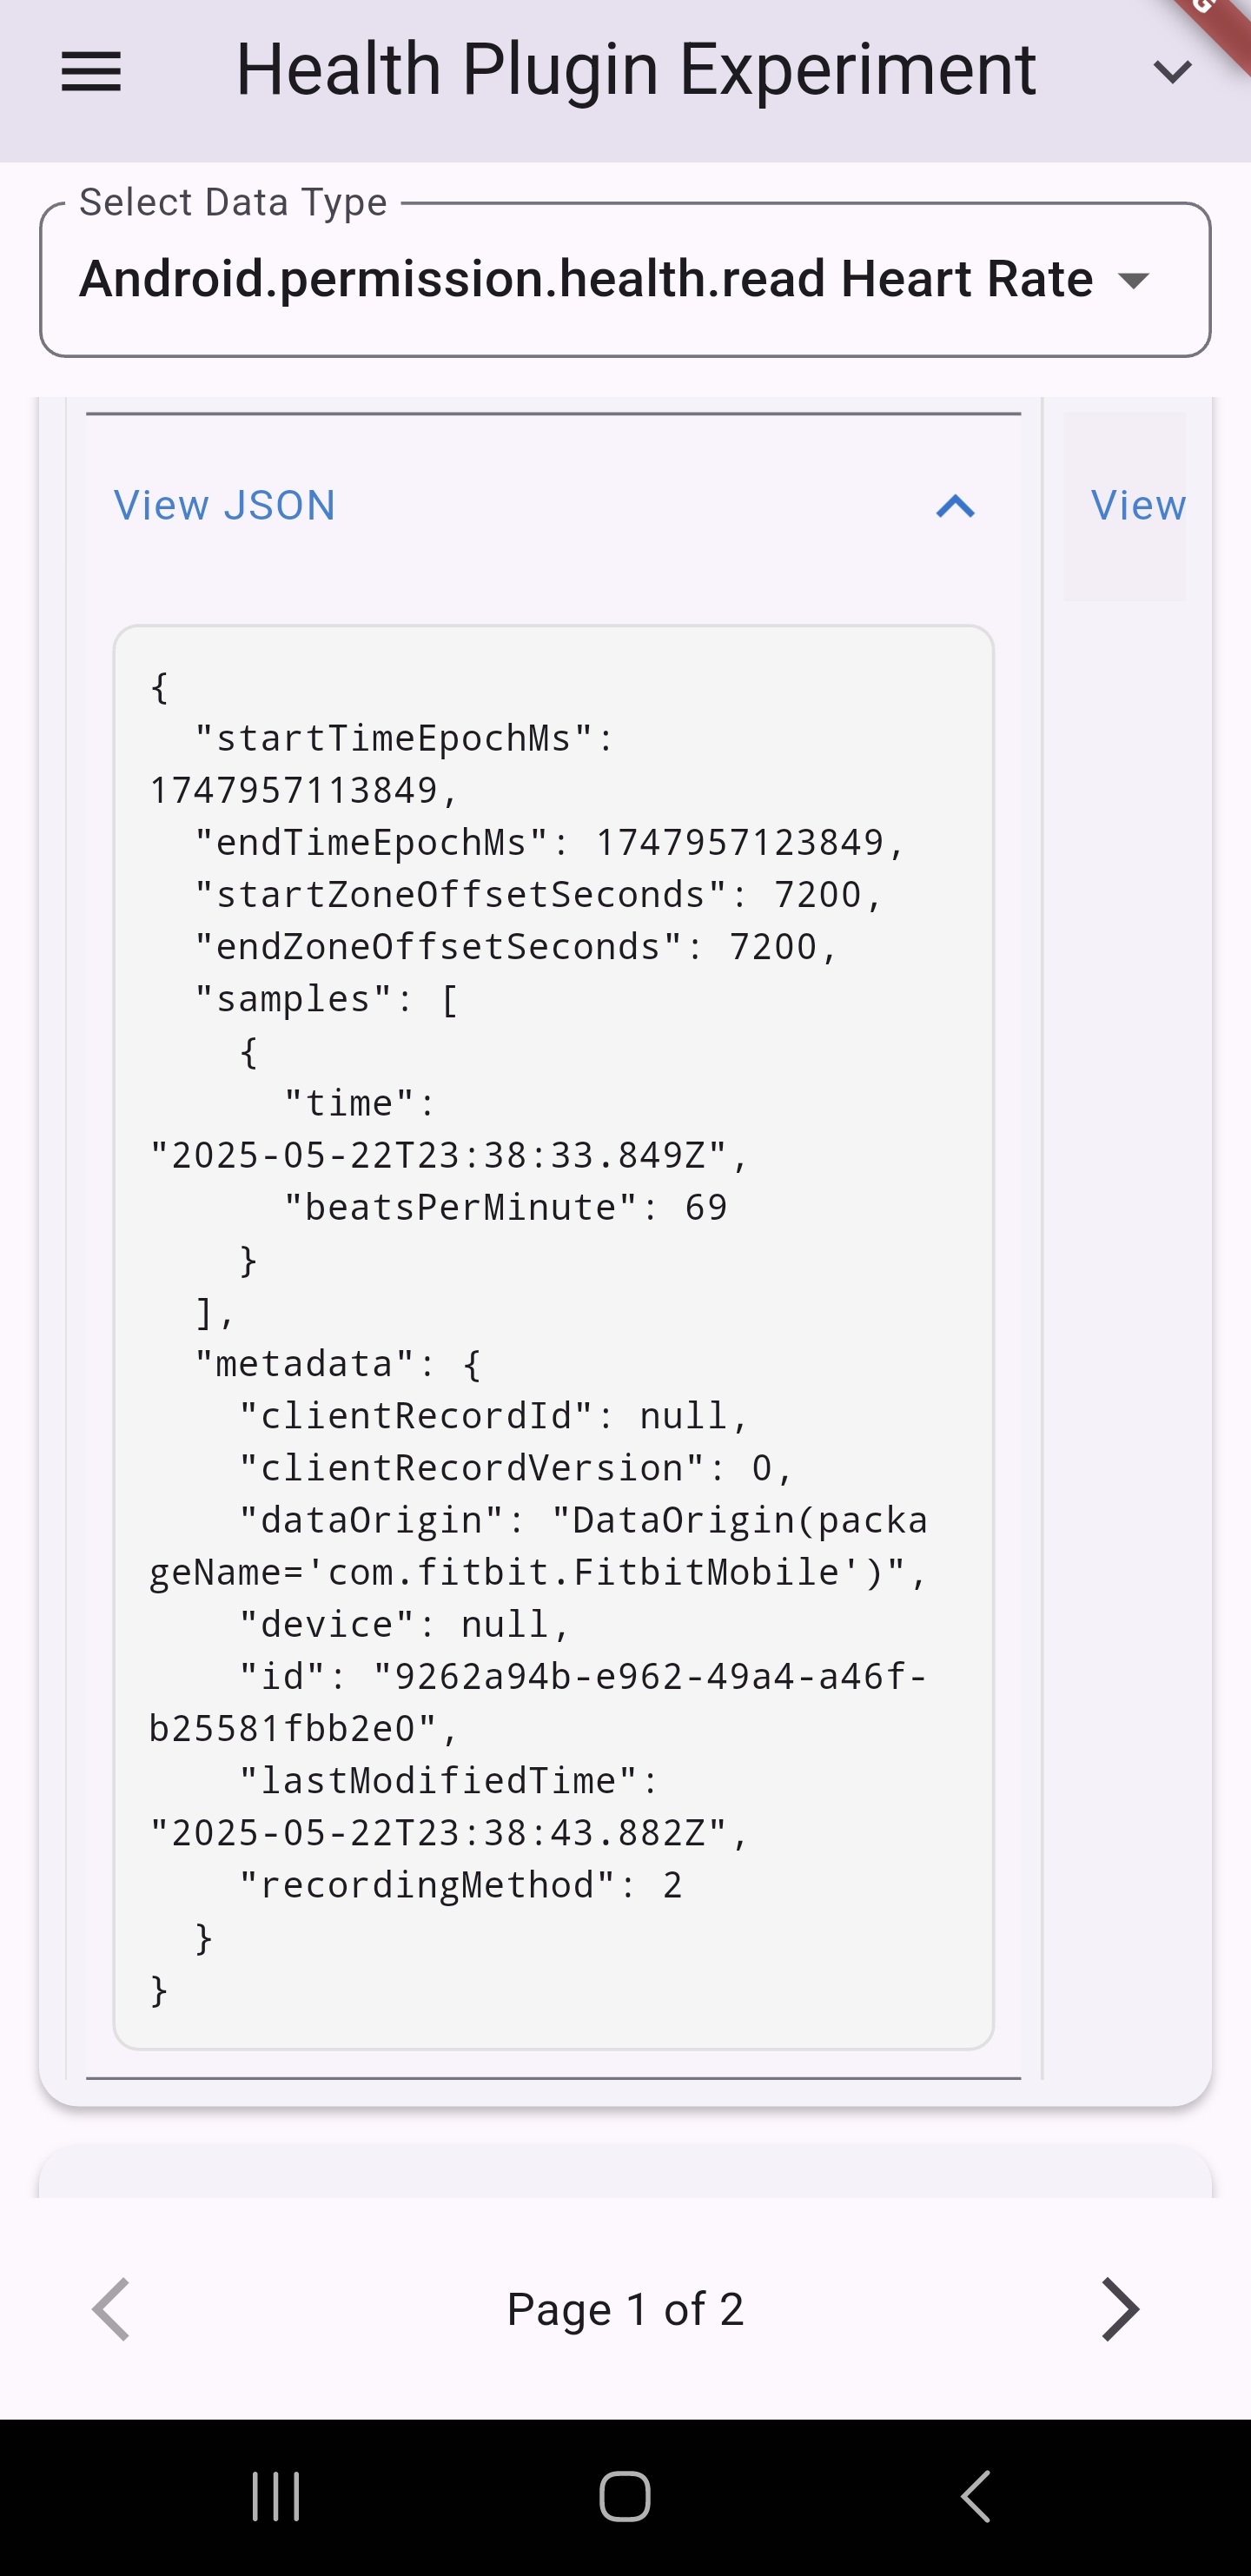 G
Health Plugin Experiment
Select Data Type
Android.permission.health.read Heart Rate
View JSON
View
{
  "startTimeEpochMs":
1747957113849,
  "endTimeEpochMs": 1747957123849,
  "startZoneOffsetSeconds": 7200,
  "endZoneOffsetSeconds": 7200,
  "samples": [
    {
      "time":
"2025-05-22T23:38:33.849Z",
      "beatsPerMinute": 69
    }
  ],
  "metadata": {
    "clientRecordId": null,
    "clientRecordVersion": 0,
    "dataOrigin": "DataOrigin(packa
geName='com.fitbit.FitbitMobile')",
    "device": null,
    "id": "9262a94b-e962-49a4-a46f-
b25581fbb2e0",
    "lastModifiedTime":
"2025-05-22T23:38:43.882Z",
    "recordingMethod": 2
  }
}
Page 1 of 2